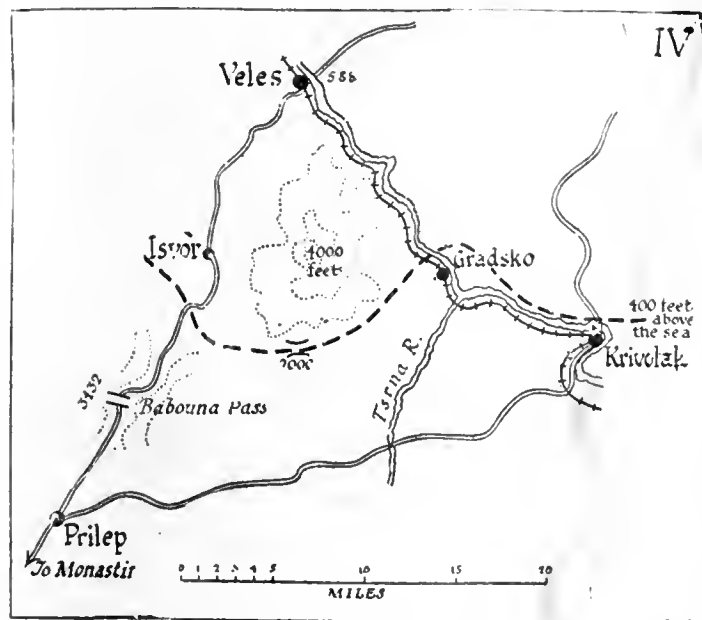 IV
Veles
588
Isvor
4000
feet
Gradsko
400 feet
above
the sea
Krivolak
2000
Tsrna R.
3132
Babouna Pass
Prilep
To Monastir
0 1 2 3 4 5 10 15 20
MILES